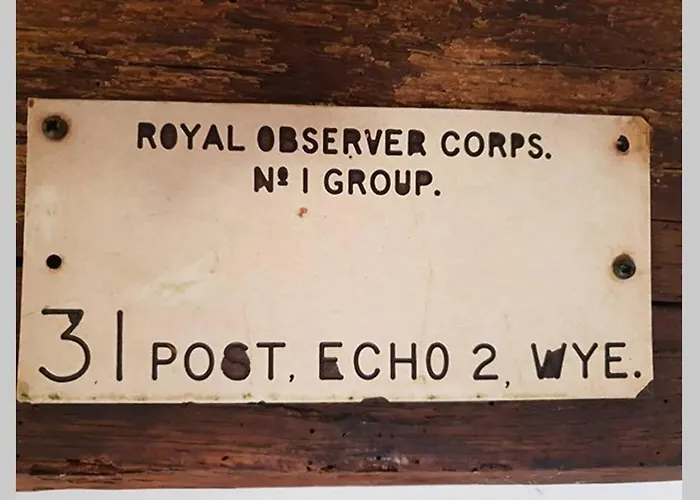 ROYAL OBSERVER CORPS.
Nº 1 GROUP.
31 POST, ECHO 2, WYE.